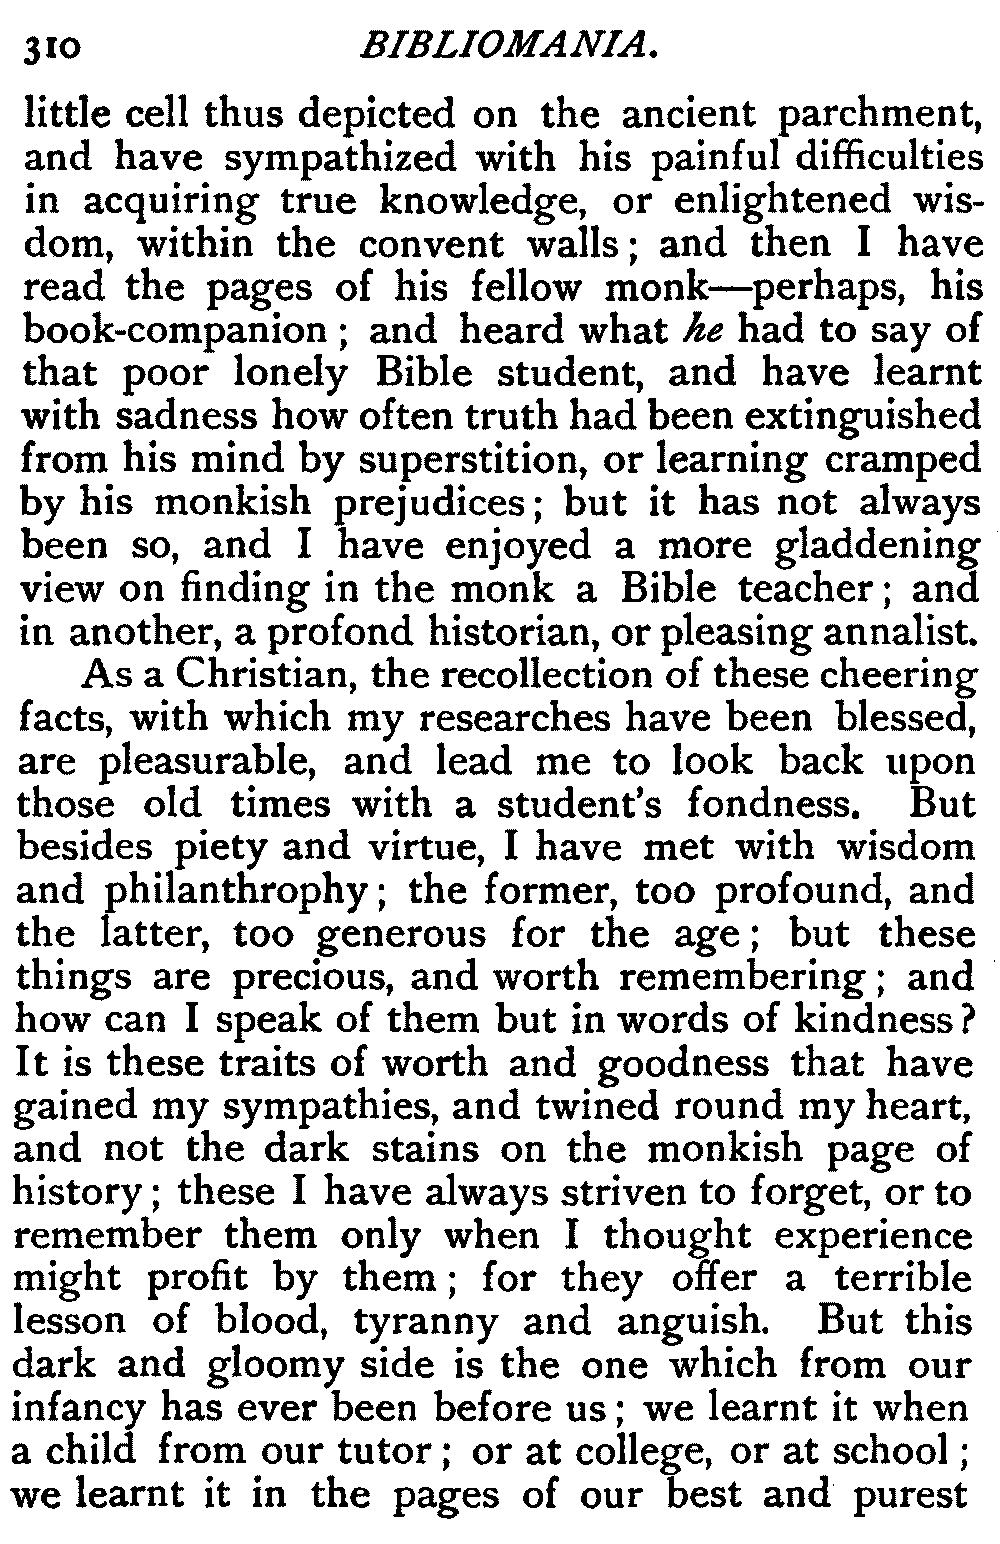 310 BIBLIOMANIA.
little cell thus depicted on the ancient parchment,
and have sympathized with his painful difficulties
in acquiring true knowledge, or enlightened wis-
dom, within the convent walls; and then I have
read the pages of his fellow monk—perhaps, his
book-companion; and heard what he had to say of
that poor lonely Bible student, and have learnt
with sadness how often truth had been extinguished
from his mind by superstition, or learning cramped
by his monkish prejudices; but it has not always
been so, and I have enjoyed a more gladdening
view on finding in the monk a Bible teacher; and
in another, a profond historian, or pleasing annalist.
As a Christian, the recollection of these cheering
facts, with which my researches have been blessed,
are pleasurable, and lead me to look back upon
those old times with a student's fondness. But
besides piety and virtue, I have met with wisdom
and philanthrophy; the former, too profound, and
the latter, too generous for the age; but these
things are precious, and worth remembering; and
how can I speak of them but in words of kindness?
It is these traits of worth and goodness that have
gained my sympathies, and twined round my heart,
and not the dark stains on the monkish page of
history; these I have always striven to forget, or to
remember them only when I thought experience
might profit by them; for they offer a terrible
lesson of blood, tyranny and anguish. But this
dark and gloomy side is the one which from our
infancy has ever been before us; we learnt it when
a child from our tutor; or at college, or at school;
we learnt it in the pages of our best and purest